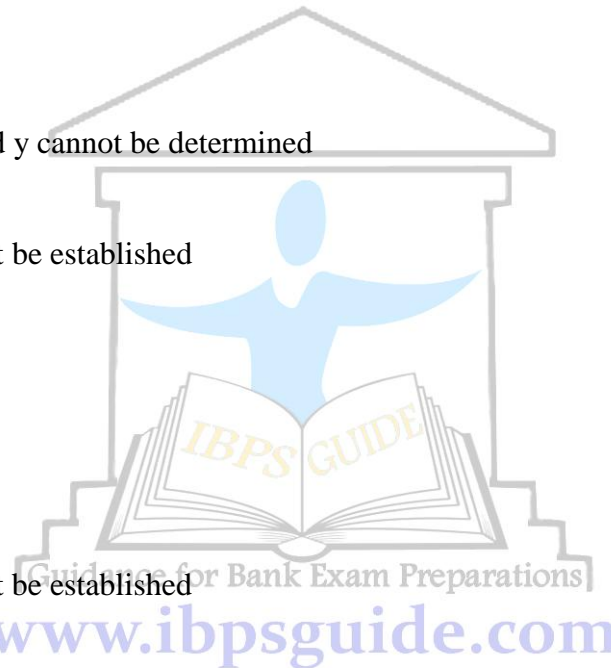 d y cannot be determined
t be established
IBPS GUIDE
Guidance for Bank Exam Preparations
t be established
www.ibpsguide.com